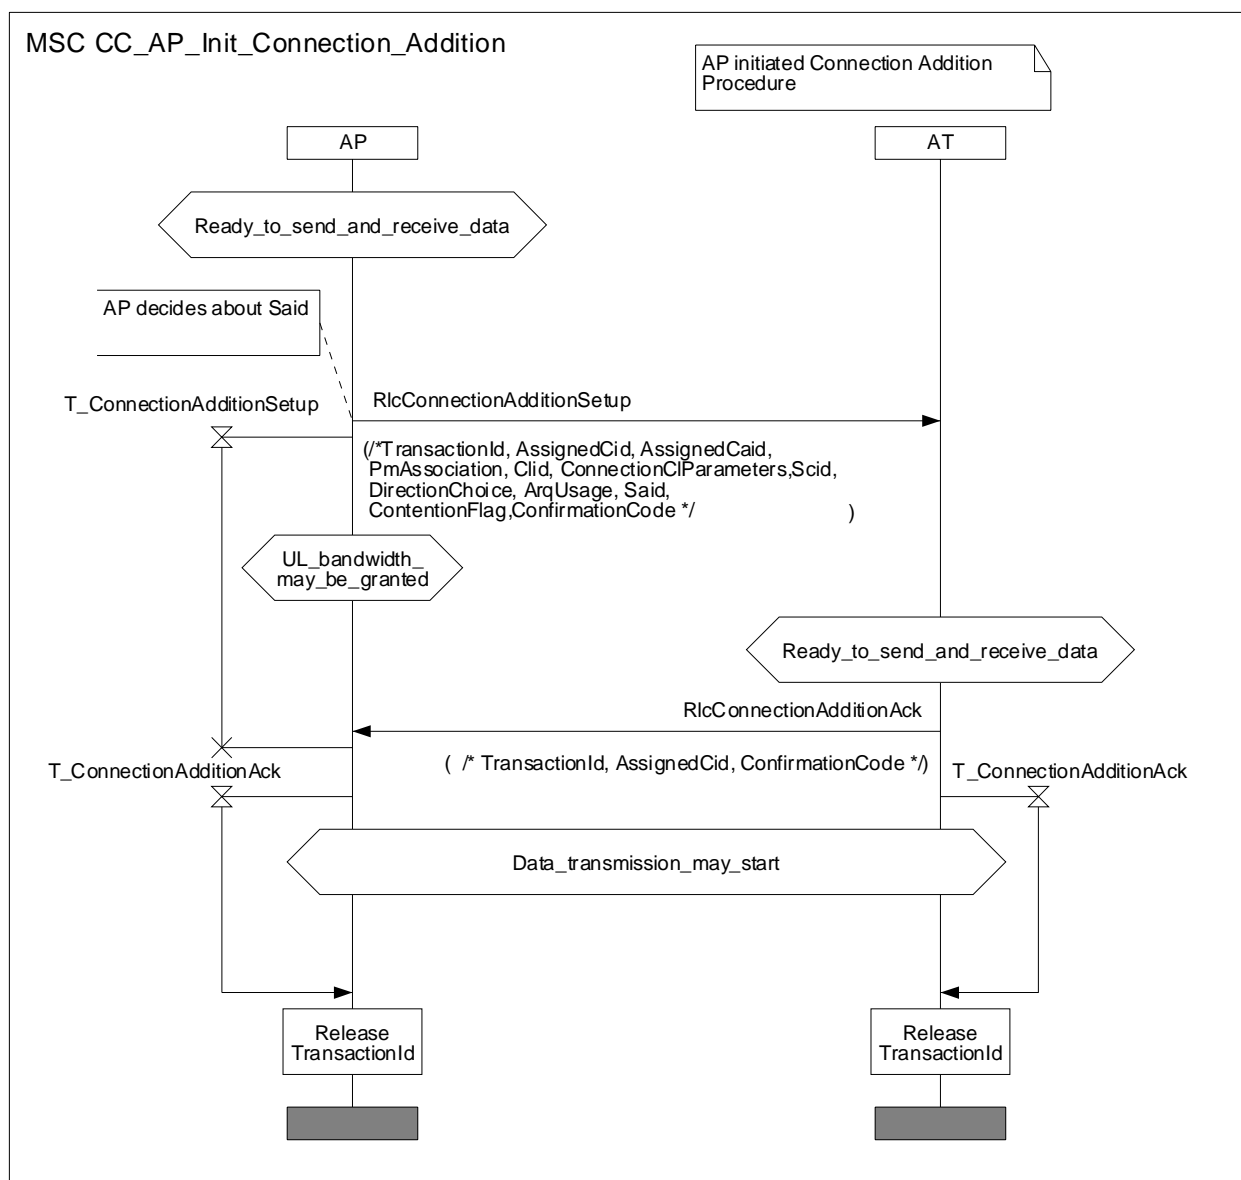 MSC CC_AP_Init_Connection_Addition
AP initiated Connection Addition
Procedure
AP
AT
Ready_to_send_and_receive_data
AP decides about Said
T_ConnectionAdditionSetup
RlcConnectionAdditionSetup
(/*TransactionId, AssignedCid, AssignedCaid,
PmAssociation, Clid, ConnectionClParameters,Scid,
DirectionChoice, ArqUsage, Said,
ContentionFlag,ConfirmationCode */ )
UL_bandwidth_
may_be_granted
Ready_to_send_and_receive_data
RlcConnectionAdditionAck
T_ConnectionAdditionAck
( /* TransactionId, AssignedCid, ConfirmationCode */)
T_ConnectionAdditionAck
Data_transmission_may_start
Release
TransactionId
Release
TransactionId